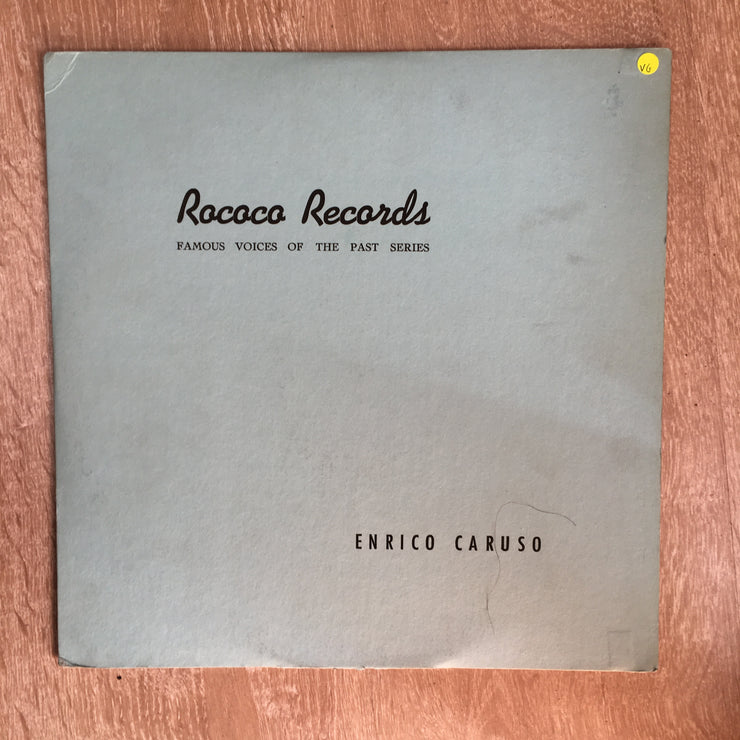 VG
Rococo Records
FAMOUS VOICES OF THE PAST SERIES
ENRICO CARUSO